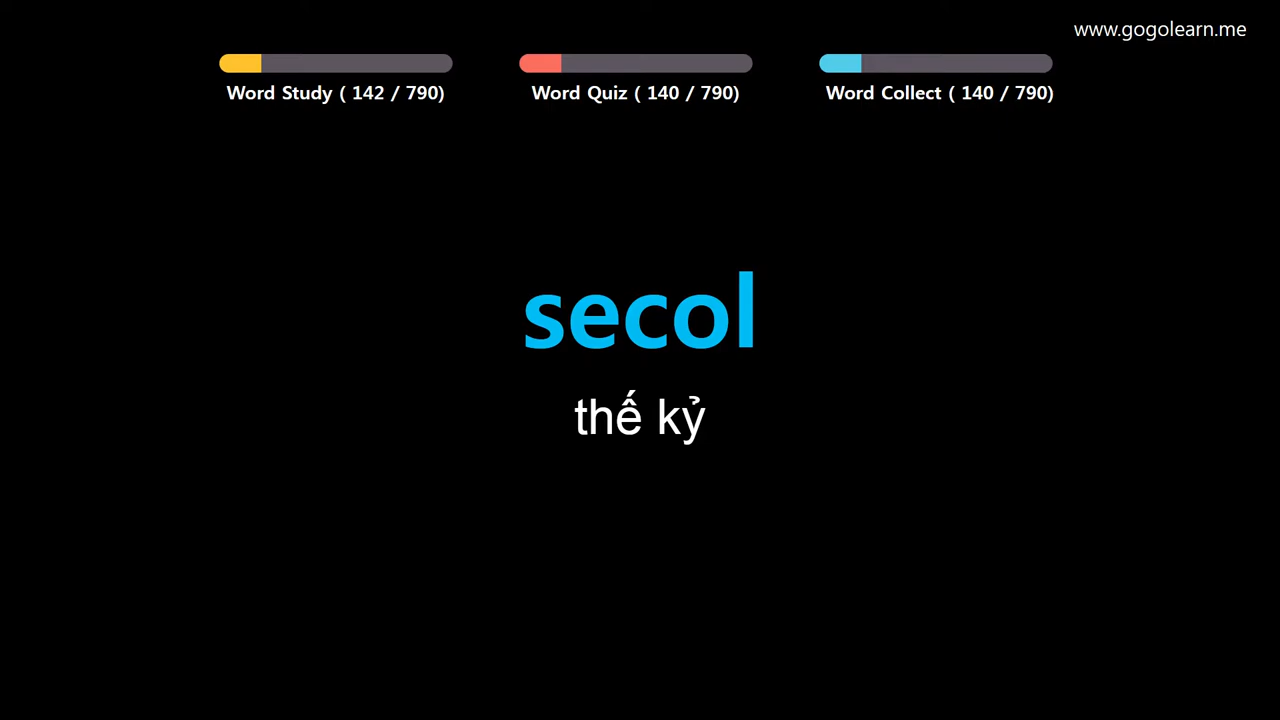 www.gogolearn.me
Word Study ( 142 / 790)
Word Quiz ( 140 / 790)
Word Collect ( 140 / 790)
secol
thế kỷ